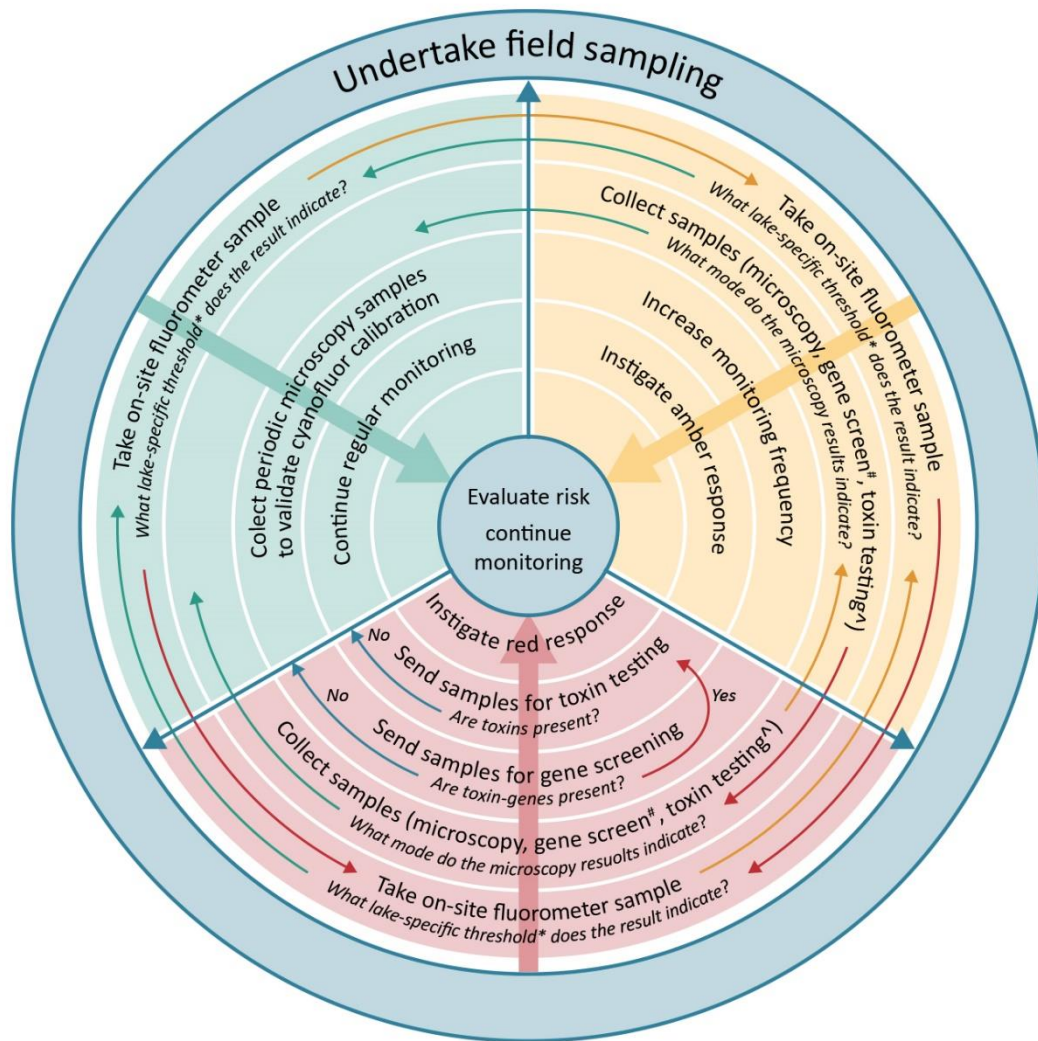 Undertake field sampling
Take on-site fluorometer sample
What lake-specific threshold* does the result indicate?
Collect periodic microscopy samples
to validate cyanofluor calibration
Continue regular monitoring
Take on-site fluorometer sample
What lake-specific threshold* does the result indicate?
Collect samples (microscopy, gene screen#, toxin testing^)
What mode do the microscopy results indicate?
Increase monitoring frequency
Instigate amber response
Evaluate risk
continue
monitoring
Instigate red response
No
Send samples for toxin testing
Are toxins present?
No
Yes
Send samples for gene screening
Are toxin-genes present?
Collect samples (microscopy, gene screen#, toxin testing^)
What mode do the microscopy resuolts indicate?
Take on-site fluorometer sample
What lake-specific threshold* does the result indicate?